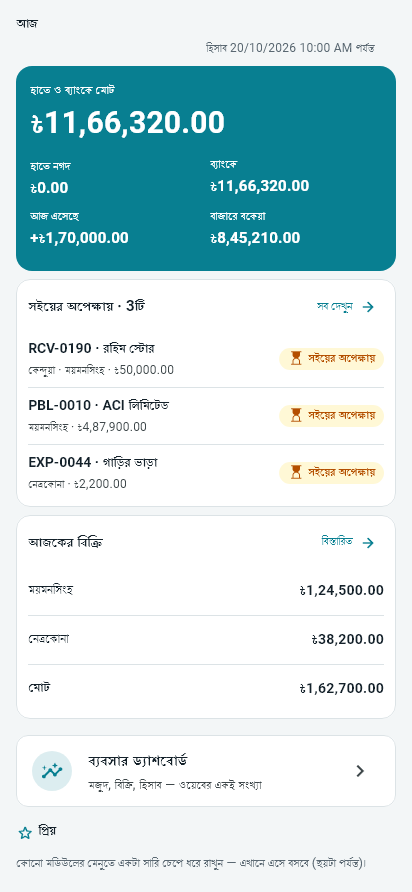 আজ
হিসাব 20/10/2026 10:00 AM পর্যন্ত
হাতে ও ব্যাংকে মোট
৳11,66,320.00
হাতে নগদ
৳0.00
ব্যাংকে
৳11,66,320.00
আজ এসেছে
+৳1,70,000.00
বাজারে বকেয়া
৳8,45,210.00
সইয়ের অপেক্ষায় · 3টি
সব দেখুন
RCV-0190 · রহিম স্টোর
কেন্দুয়া · ময়মনসিংহ · ৳50,000.00
সইয়ের অপেক্ষায়
PBL-0010 · ACI লিমিটেড
ময়মনসিংহ · ৳4,87,900.00
সইয়ের অপেক্ষায়
EXP-0044 · গাড়ির ভাড়া
নেত্রকোনা · ৳2,200.00
সইয়ের অপেক্ষায়
আজকের বিক্রি
বিস্তারিত
ময়মনসিংহ ৳1,24,500.00
নেত্রকোনা ৳38,200.00
মোট ৳1,62,700.00
ব্যবসার ড্যাশবোর্ড
মজুদ, বিক্রি, হিসাব — ওয়েবের একই সংখ্যা
প্রিয়
কোনো মডিউলের মেনুতে একটা সারি চেপে ধরে রাখুন — এখানে এসে বসবে (ছয়টা পর্যন্ত)।